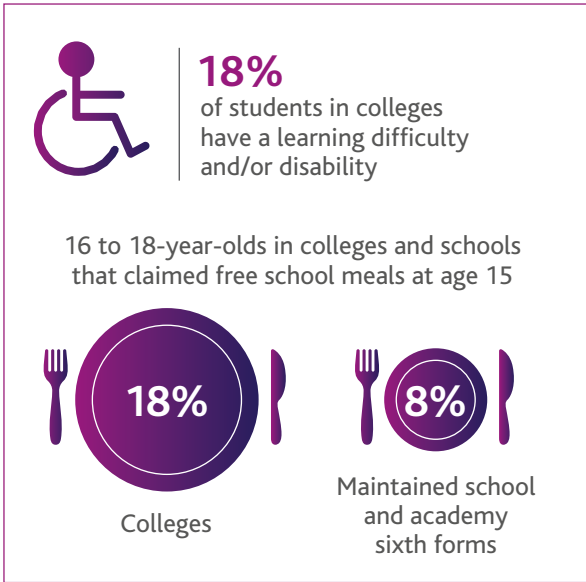 18%
of students in colleges
have a learning difficulty
and/or disability
16 to 18-year-olds in colleges and schools
that claimed free school meals at age 15
18%
Colleges
8%
Maintained school
and academy
sixth forms